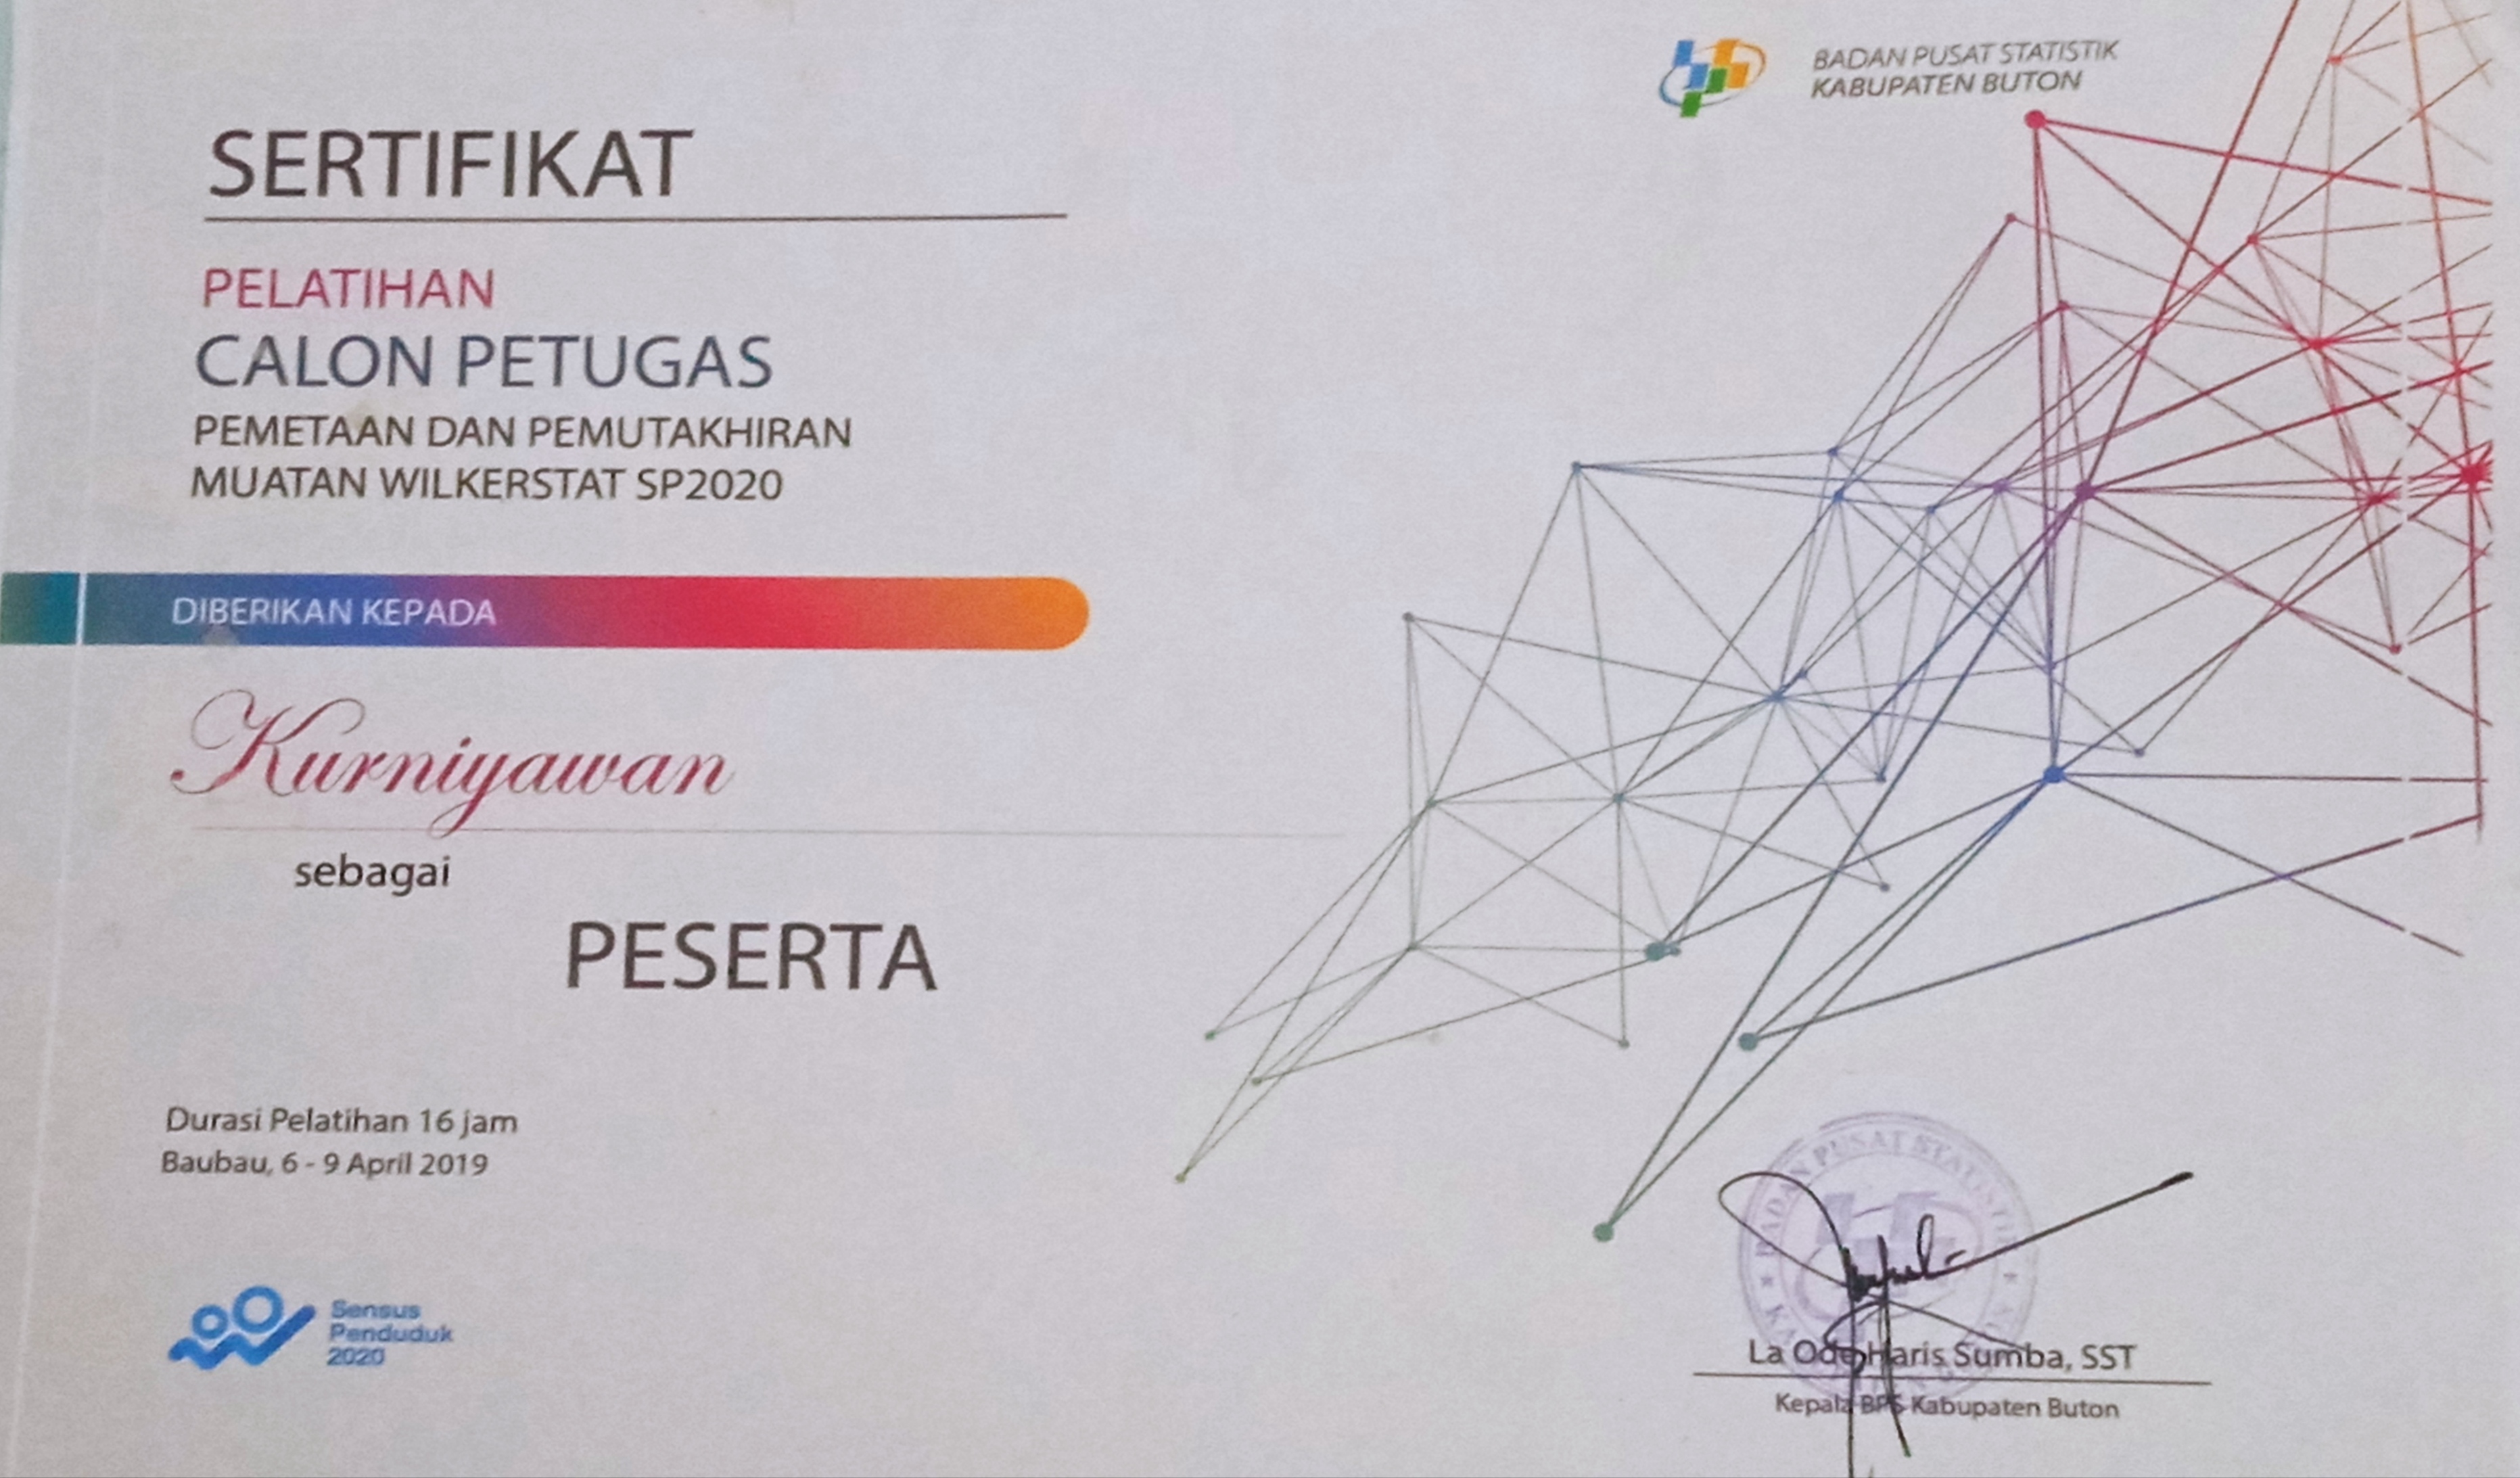 BADAN PUSAT STATISTIK
KABUPATEN BUTON
SERTIFIKAT
PELATIHAN
CALON PETUGAS
PEMETAAN DAN PEMUTAKHIRAN
MUATAN WILKERSTAT SP2020
DIBERIKAN KEPADA
Kurniyawan
sebagai
PESERTA
Durasi Pelatihan 16 jam
Baubau, 6 - 9 April 2019
Sensus
Penduduk
2020
BADAN PUSAT STATISTIK
La Ode Haris Sumba, SST
Kepala BPS Kabupaten Buton